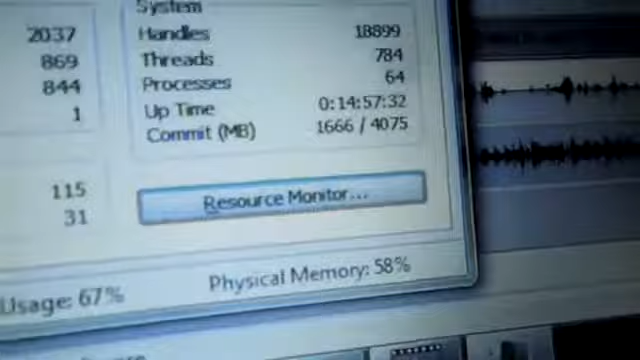 System
2037 Handles 18899
869 Threads 784
844 Processes 64
1 Up Time 0:14:57:32
Commit (MB) 1666 / 4075
115
31
Resource Monitor...
Usage: 67% Physical Memory: 58%